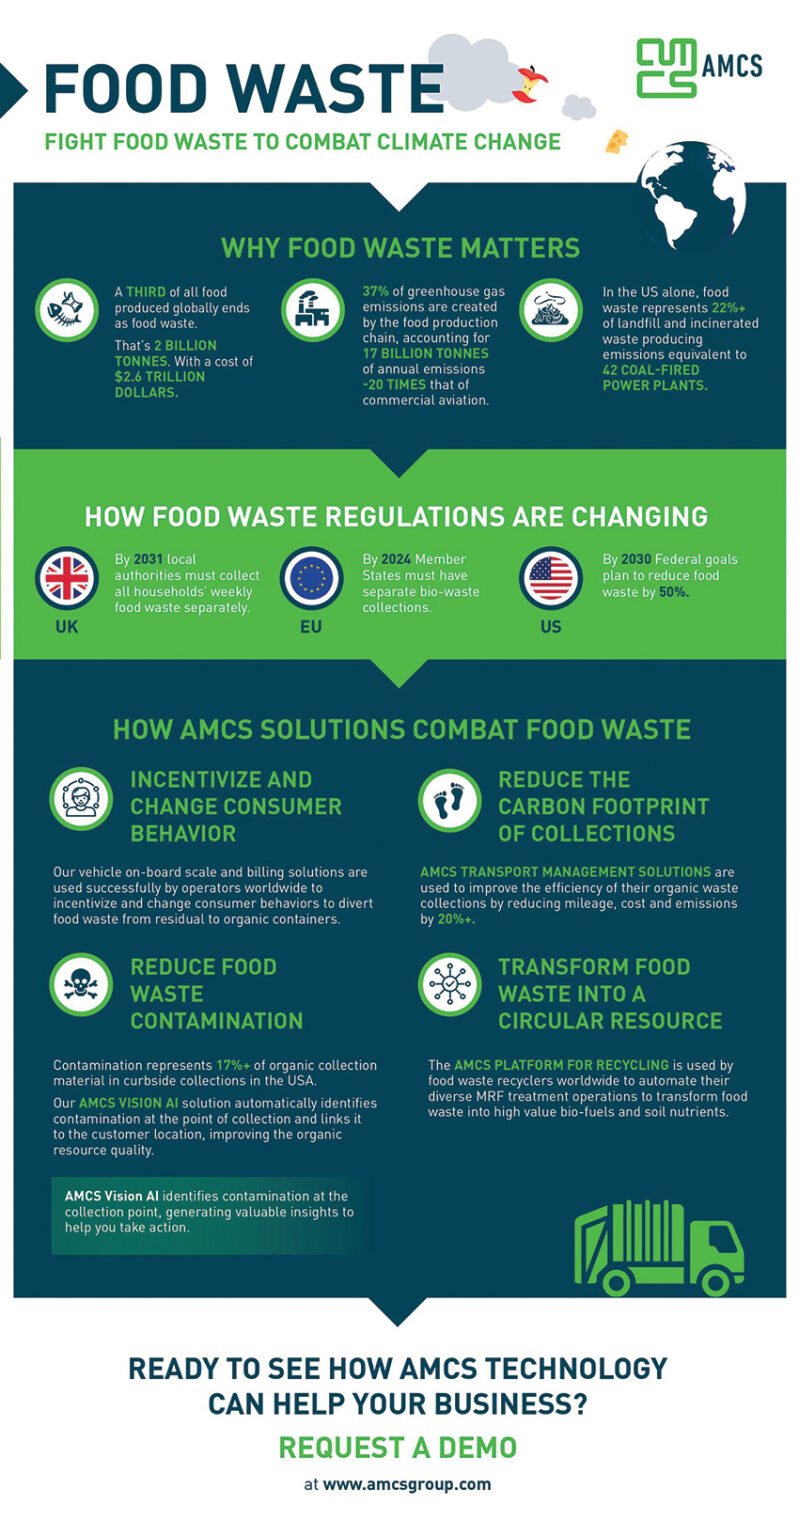 FOOD WASTE
FIGHT FOOD WASTE TO COMBAT CLIMATE CHANGE
AMCS
WHY FOOD WASTE MATTERS
A THIRD of all food
produced globally ends
as food waste.
That's 2 BILLION
TONNES. With a cost of
$2.6 TRILLION
DOLLARS.
37% of greenhouse gas
emissions are created
by the food production
chain, accounting for
17 BILLION TONNES
of annual emissions
-20 TIMES that of
commercial aviation.
In the US alone, food
waste represents 22%+
of landfill and incinerated
waste producing
emissions equivalent to
42 COAL-FIRED
POWER PLANTS.
HOW FOOD WASTE REGULATIONS ARE CHANGING
UK
By 2031 local
authorities must collect
all households' weekly
food waste separately.
EU
By 2024 Member
States must have
separate bio-waste
collections.
US
By 2030 Federal goals
plan to reduce food
waste by 50%.
HOW AMCS SOLUTIONS COMBAT FOOD WASTE
INCENTIVIZE AND
CHANGE CONSUMER
BEHAVIOR
Our vehicle on-board scale and billing solutions are
used successfully by operators worldwide to
incentivize and change consumer behaviors to divert
food waste from residual to organic containers.
REDUCE THE
CARBON FOOTPRINT
OF COLLECTIONS
AMCS TRANSPORT MANAGEMENT SOLUTIONS are
used to improve the efficiency of their organic waste
collections by reducing mileage, cost and emissions
by 20%+.
REDUCE FOOD
WASTE
CONTAMINATION
Contamination represents 17%+ of organic collection
material in curbside collections in the USA.
Our AMCS VISION AI solution automatically identifies
contamination at the point of collection and links it
to the customer location, improving the organic
resource quality.
AMCS Vision AI identifies contamination at the
collection point, generating valuable insights to
help you take action.
TRANSFORM FOOD
WASTE INTO A
CIRCULAR RESOURCE
The AMCS PLATFORM FOR RECYCLING is used by
food waste recyclers worldwide to automate their
diverse MRF treatment operations to transform food
waste into high value bio-fuels and soil nutrients.
READY TO SEE HOW AMCS TECHNOLOGY
CAN HELP YOUR BUSINESS?
REQUEST A DEMO
at www.amcsgroup.com